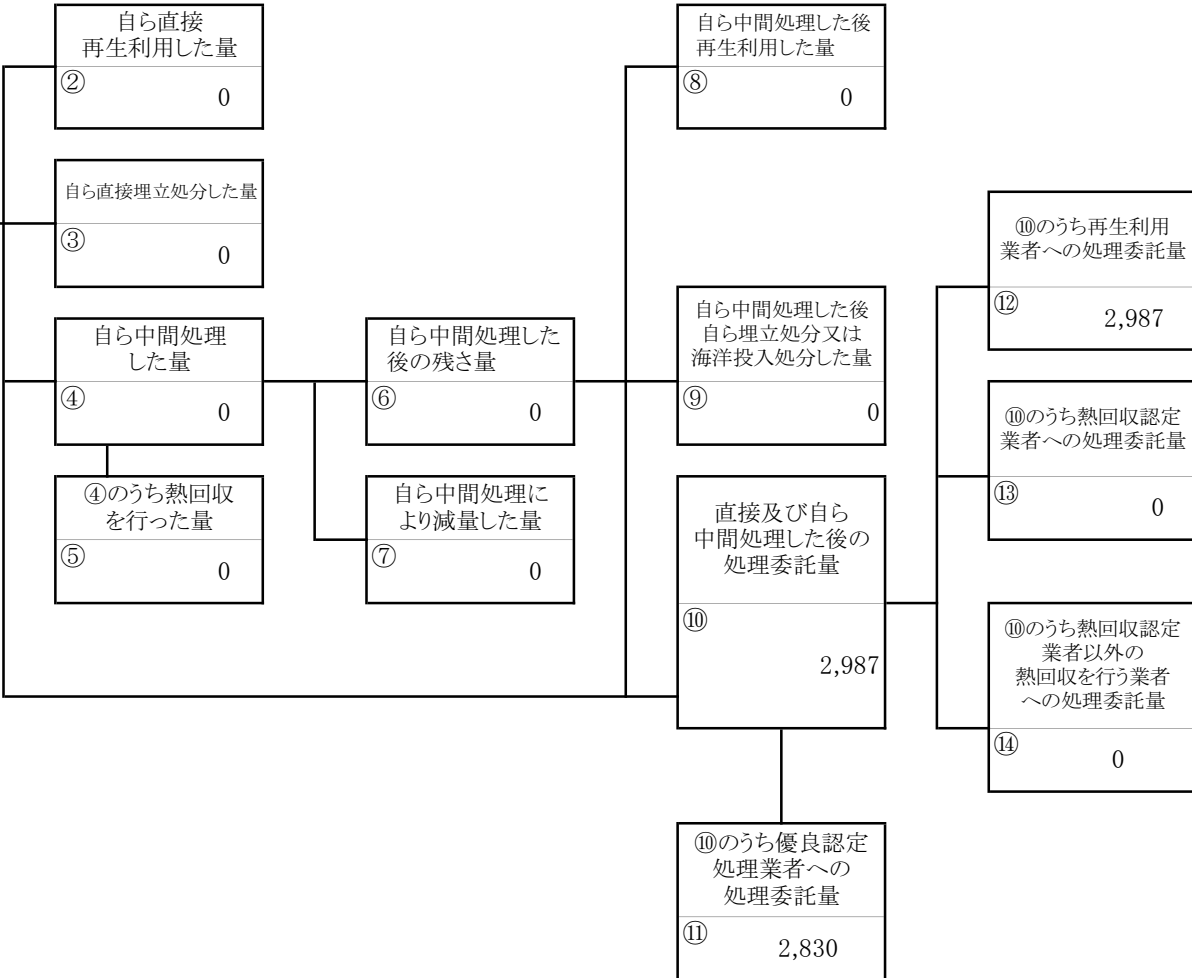 自ら直接
再生利用した量
②
0
自ら直接埋立処分した量
③
0
自ら中間処理
した量
④
0
④のうち熱回収
を行った量
⑤
0
自ら中間処理した
後の残さ量
⑥
0
自ら中間処理に
より減量した量
⑦
0
自ら中間処理した後
再生利用した量
⑧
0
自ら中間処理した後
自ら埋立処分又は
海洋投入処分した量
⑨
0
直接及び自ら
中間処理した後の
処理委託量
⑩
2,987
⑩のうち優良認定
処理業者への
処理委託量
⑪
2,830
⑩のうち再生利用
業者への処理委託量
⑫
2,987
⑩のうち熱回収認定
業者への処理委託量
⑬
0
⑩のうち熱回収認定
業者以外の
熱回収を行う業者
への処理委託量
⑭
0